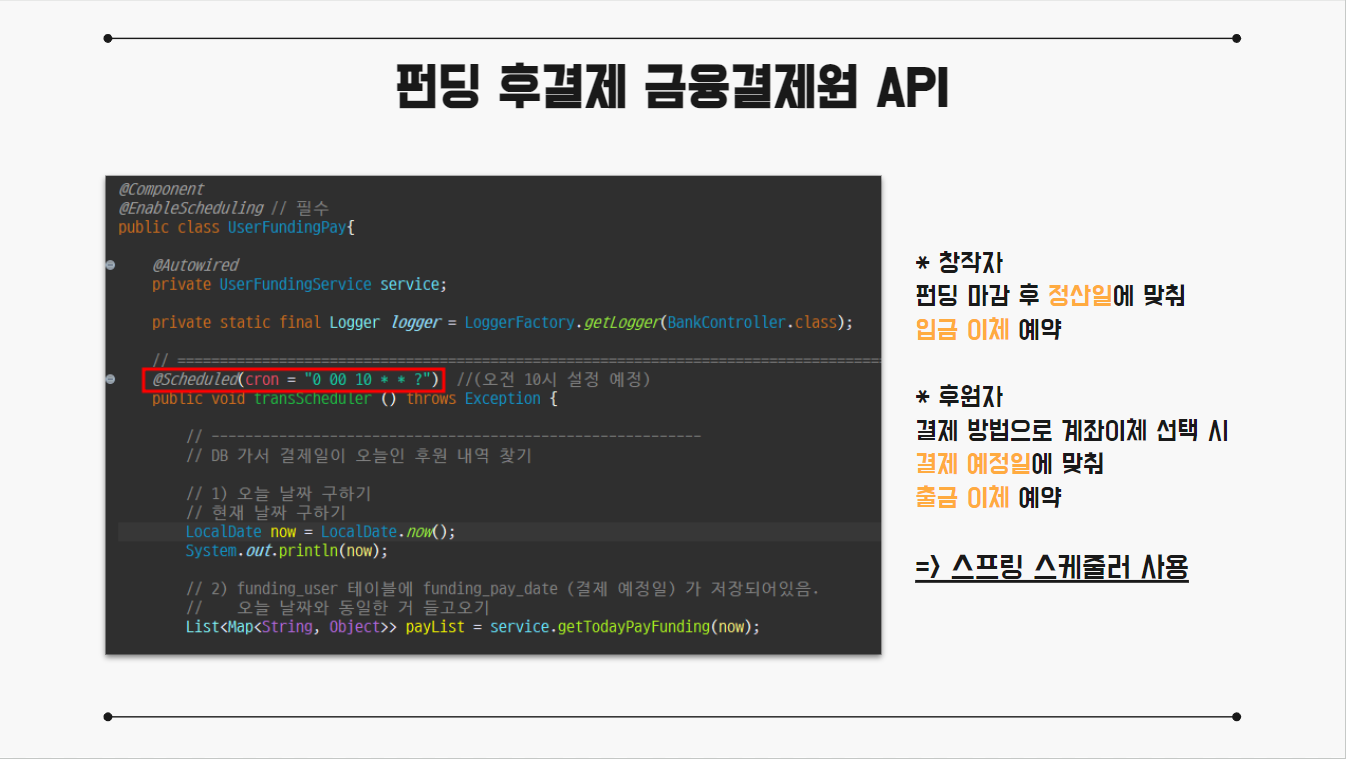 펀딩 후결제 금융결제원 API
@Component
@EnableScheduling // 필수
public class UserFundingPay{
@Autowired
private UserFundingService service;
private static final Logger logger = LoggerFactory.getLogger(BankController.class);
// ===================================================================================
@Scheduled(cron = "0 00 10 * * ?") //(오전 10시 설정 예정)
public void transScheduler () throws Exception {
// ----------------------------------------------------------
// DB 가서 결제일이 오늘인 후원 내역 찾기
// 1) 오늘 날짜 구하기
// 현재 날짜 구하기
LocalDate now = LocalDate.now();
System.out.println(now);
// 2) funding_user 테이블에 funding_pay_date (결제 예정일) 가 저장되어있음.
// 오늘 날짜와 동일한 거 들고오기
List<Map<String, Object>> payList = service.getTodayPayFunding(now);
* 창작자
펀딩 마감 후 정산일에 맞춰
입금 이체 예약
* 후원자
결제 방법으로 계좌이체 선택 시
결제 예정일에 맞춰
출금 이체 예약
=> 스프링 스케줄러 사용